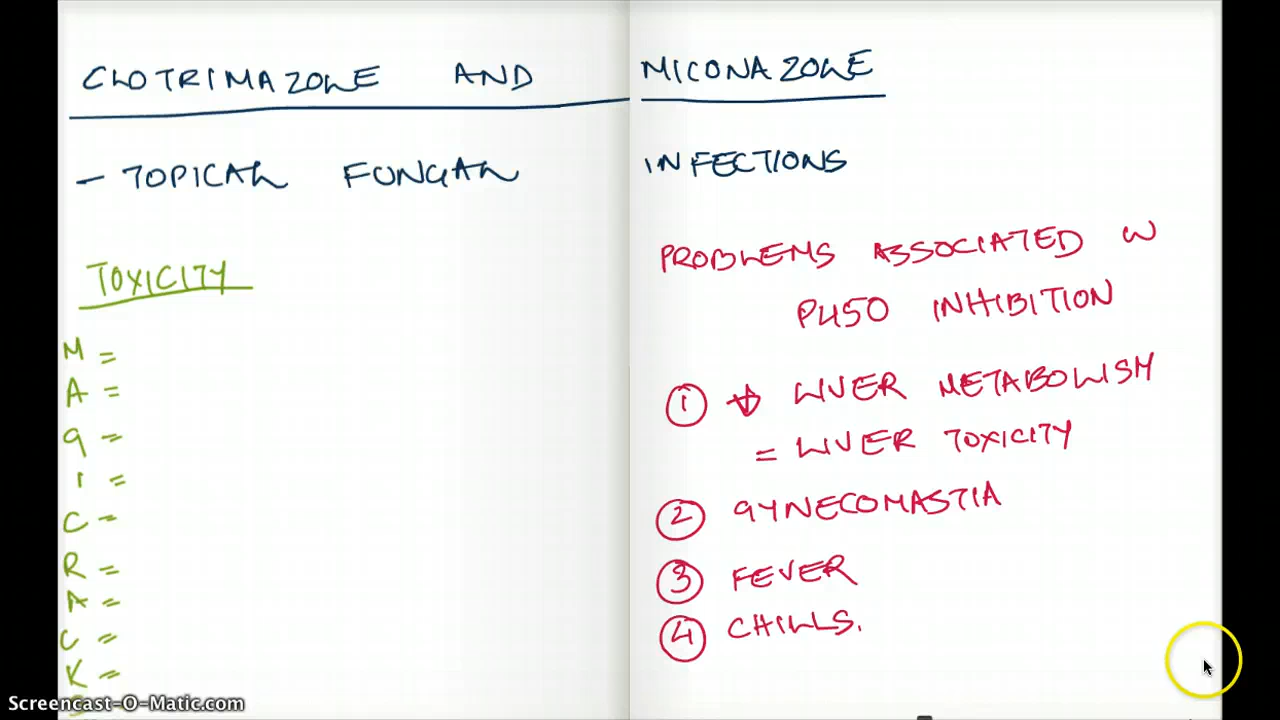 CLOTRIMAZOLE AND MICONAZOLE
- TOPICAL FUNGAL INFECTIONS
TOXICITY
M =
A =
G =
I =
C =
R =
A =
C =
K =
S =
PROBLEMS ASSOCIATED W
P450 INHIBITION
① ↓ LIVER METABOLISM
= LIVER TOXICITY
② GYNECOMASTIA
③ FEVER
④ CHILLS.
Screencast-O-Matic.com